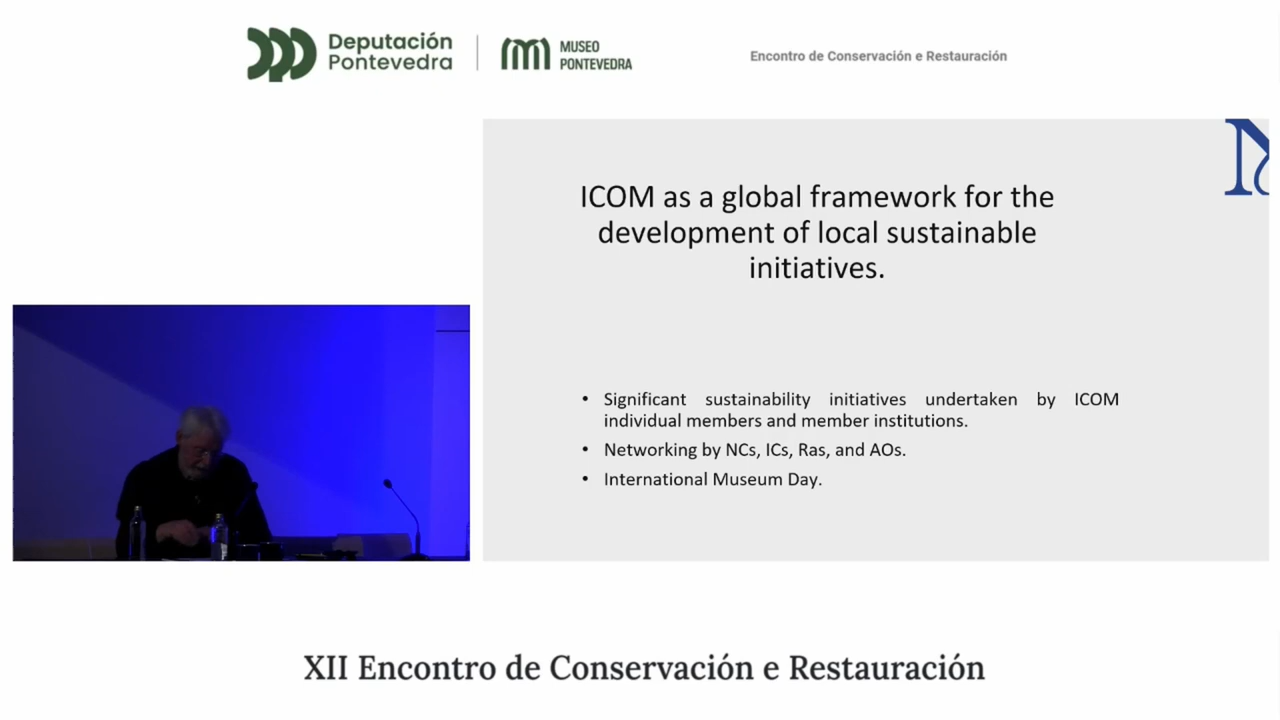 Deputación
Pontevedra
MUSEO
PONTEVEDRA
Encontro de Conservación e Restauración
ICOM as a global framework for the
development of local sustainable
initiatives.
• Significant sustainability initiatives undertaken by ICOM
individual members and member institutions.
• Networking by NCs, ICs, Ras, and AOs.
• International Museum Day.
XII Encontro de Conservación e Restauración